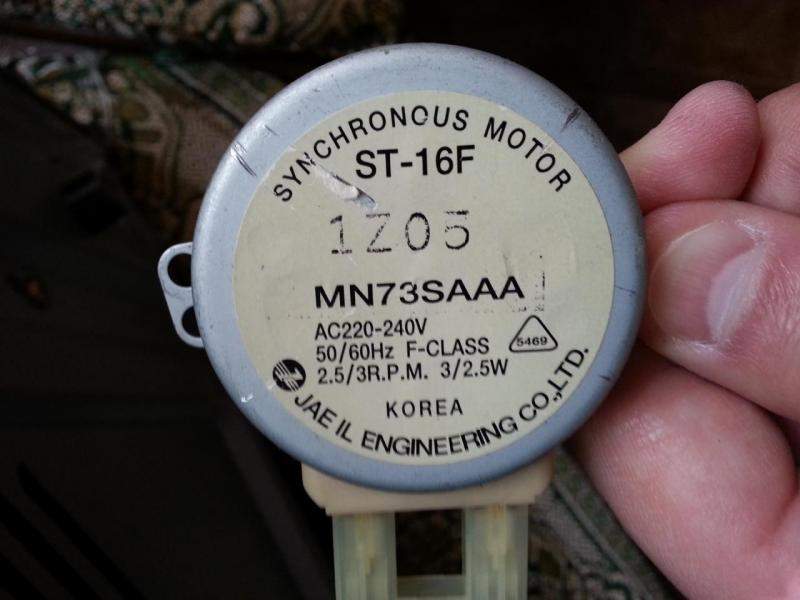 SYNCHRONOUS MOTOR
ST-16F
1Z05
MN73SAAA
AC220-240V
50/60Hz F-CLASS
5469
2.5/3R.P.M. 3/2.5W
KOREA
JAE IL ENGINEERING CO.,LTD.